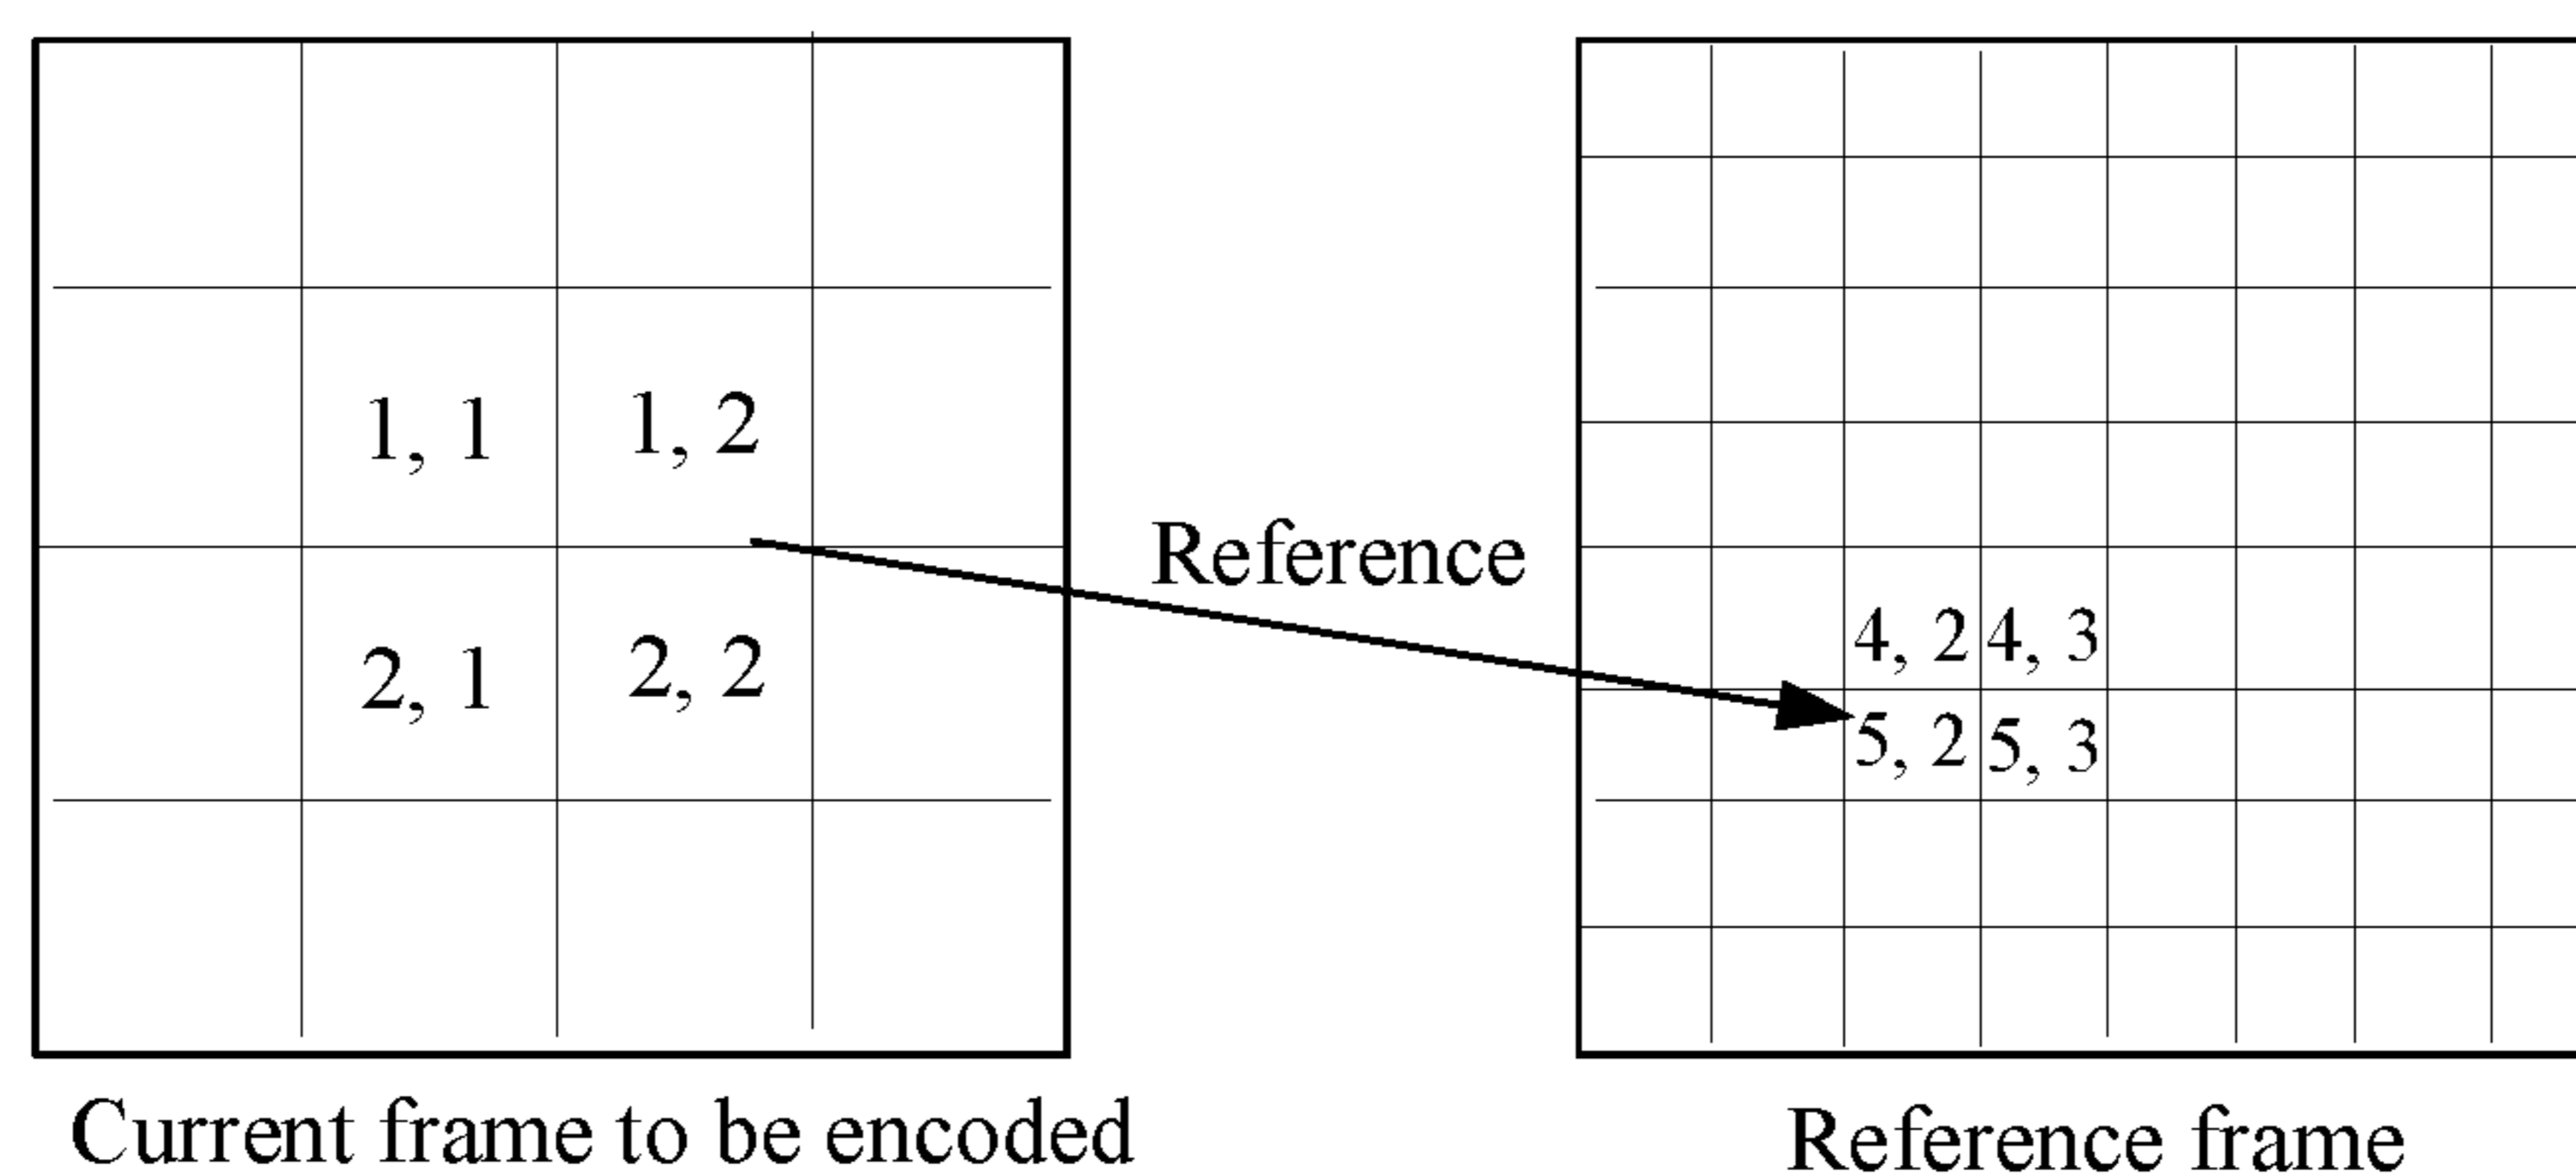 1, 1 1, 2
Reference
4, 2 4, 3
2, 1 2, 2
5, 2 5, 3
Current frame to be encoded
Reference frame